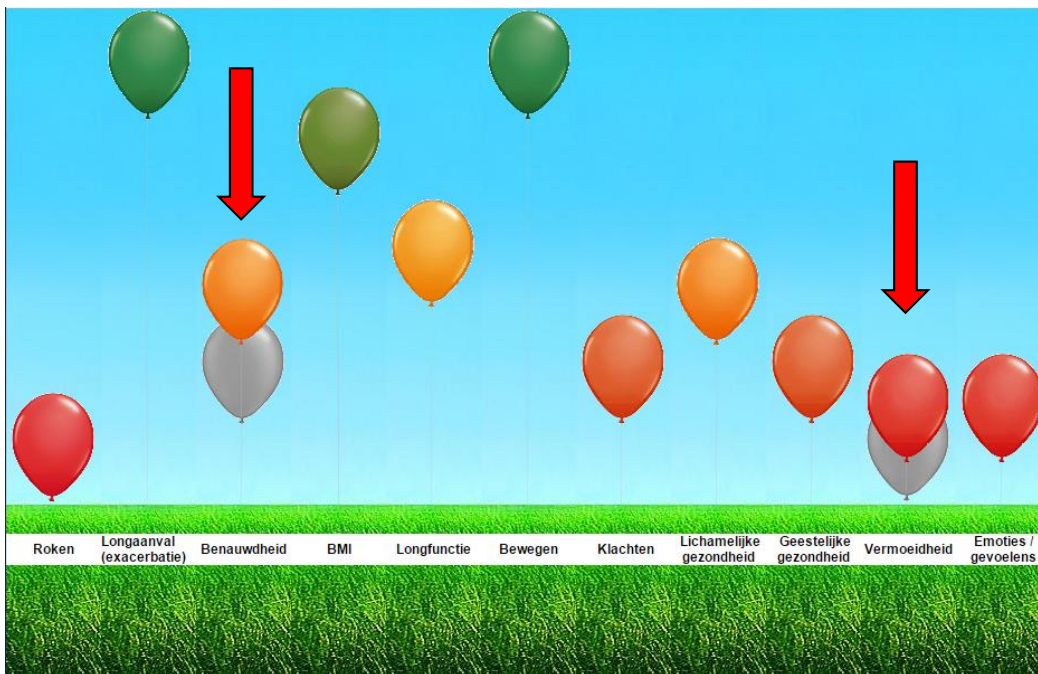 Roken
Longaanval
(exacerbatie)
Benauwdheid
BMI
Longfunctie
Bewegen
Klachten
Lichamelijke
gezondheid
Geestelijke
gezondheid
Vermoeidheid
Emoties /
gevoelens